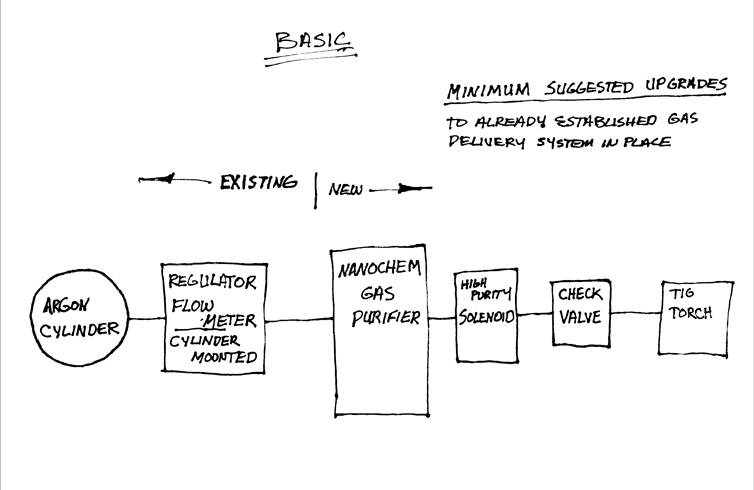 BASIC
MINIMUM SUGGESTED UPGRADES
TO ALREADY ESTABLISHED GAS
DELIVERY SYSTEM IN PLACE
EXISTING | NEW
ARGON
CYLINDER
REGULATOR
FLOW
·METER
CYLINDER
MOONTED
NANOCHEM
GAS
PURIFIER
HIGH
PURITY
SOLENOID
CHECK
VALVE
TIG
TORCH